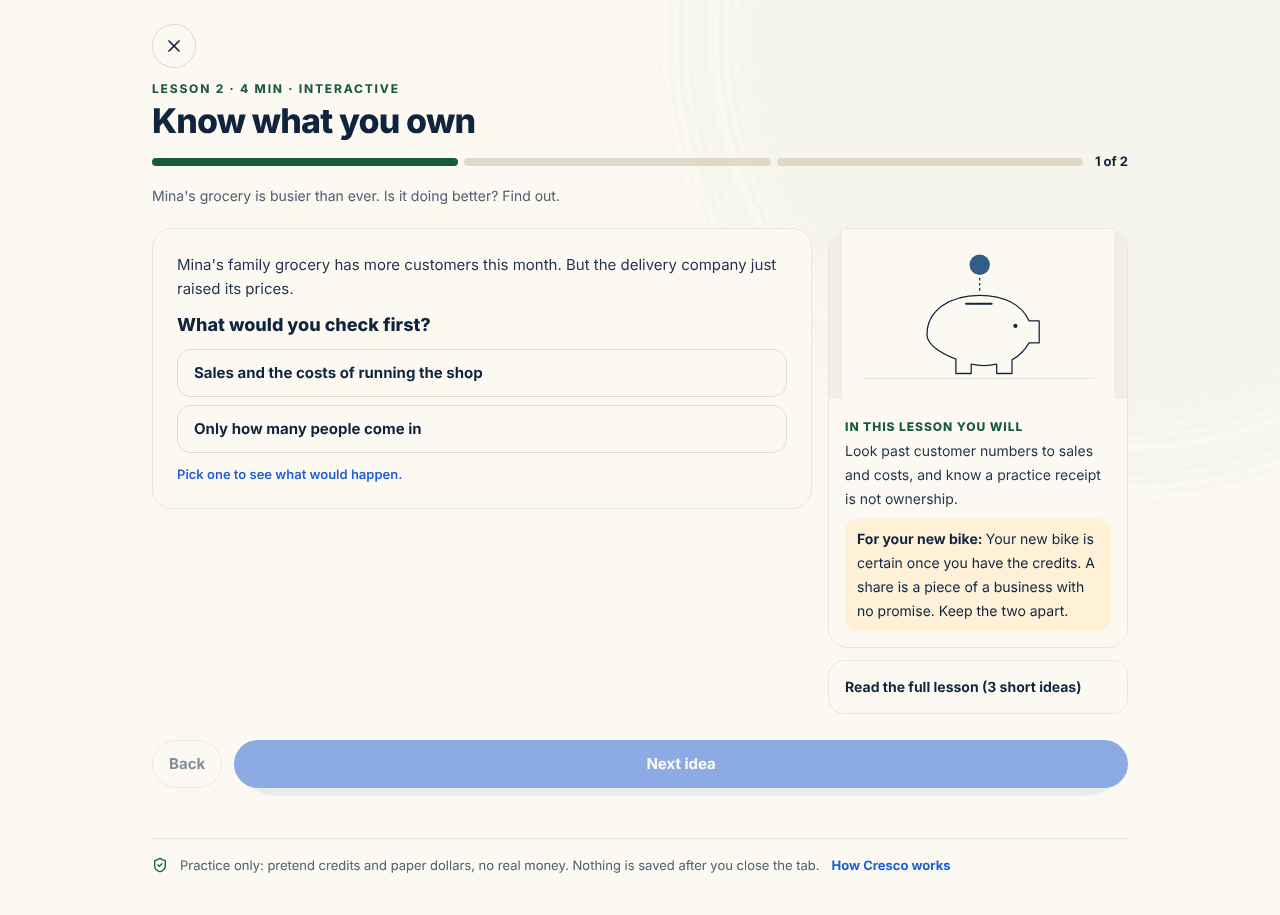 LESSON 2 · 4 MIN · INTERACTIVE
Know what you own
1 of 2
Mina's grocery is busier than ever. Is it doing better? Find out.
Mina's family grocery has more customers this month. But the delivery company just
raised its prices.
What would you check first?
Sales and the costs of running the shop
Only how many people come in
Pick one to see what would happen.
IN THIS LESSON YOU WILL
Look past customer numbers to sales
and costs, and know a practice receipt
is not ownership.
For your new bike: Your new bike is
certain once you have the credits. A
share is a piece of a business with
no promise. Keep the two apart.
Read the full lesson (3 short ideas)
Back
Next idea
Practice only: pretend credits and paper dollars, no real money. Nothing is saved after you close the tab. How Cresco works